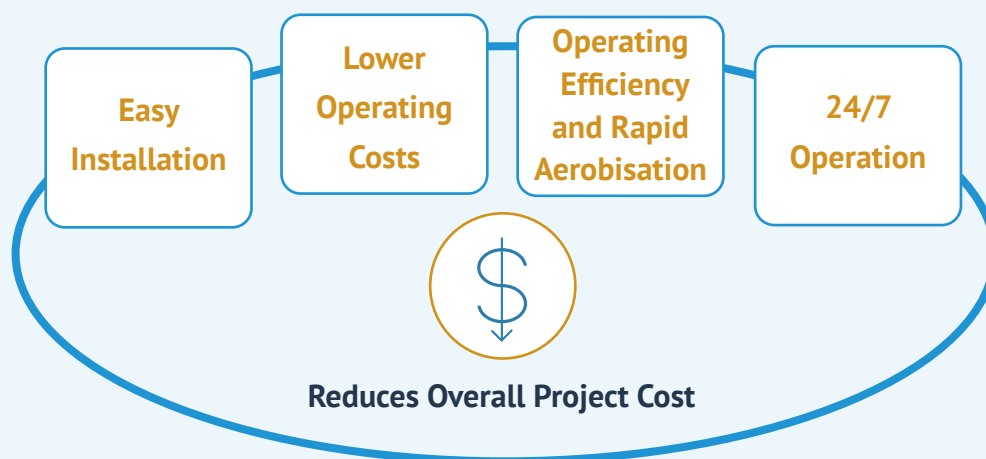 Easy
Installation
Lower
Operating
Costs
Operating
Efficiency
and Rapid
Aerobisation
24/7
Operation
Reduces Overall Project Cost